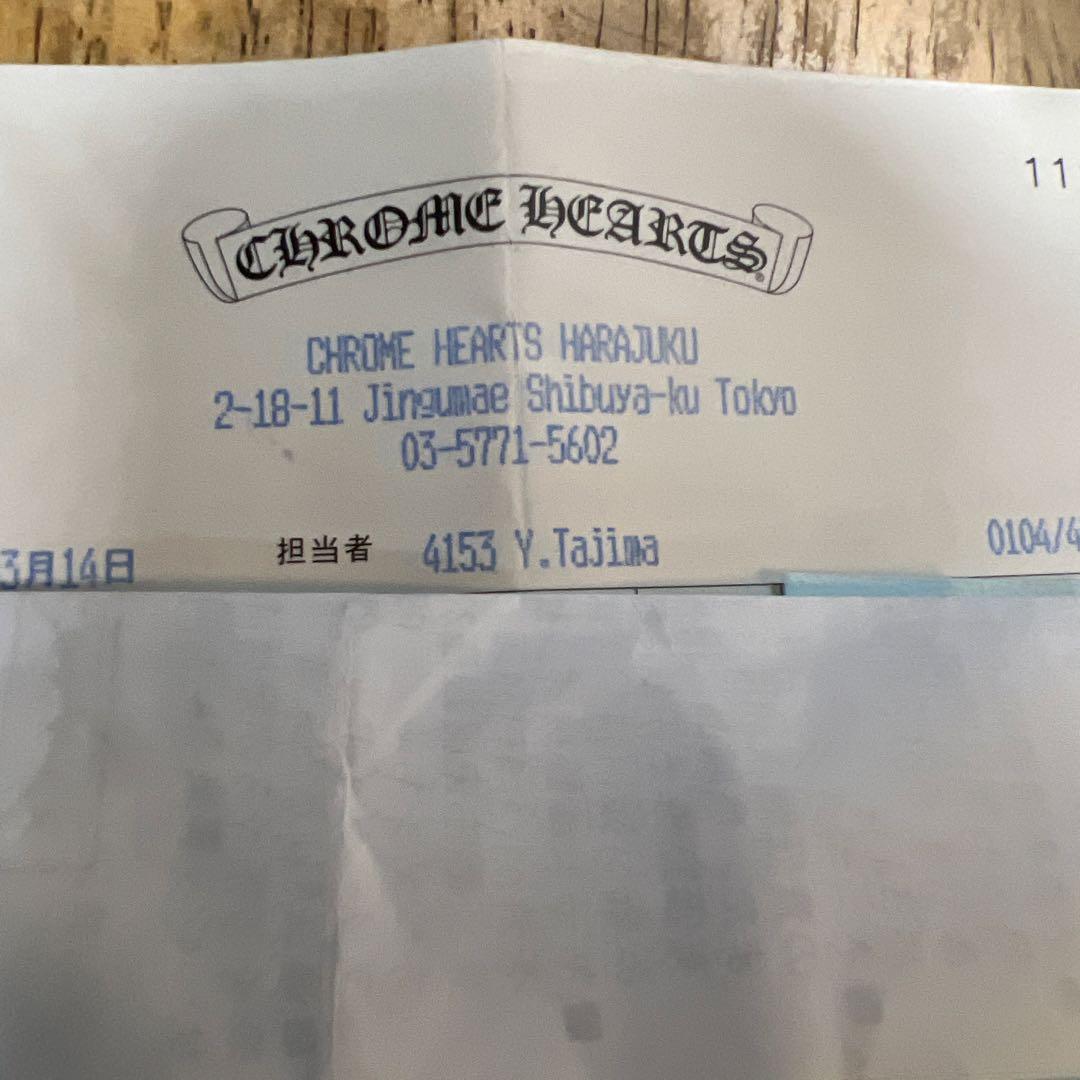 11
CHROME HEARTS®
CHROME HEARTS HARAJUKU
2-18-11 Jingumae Shibuya-ku Tokyo
03-5771-5602
3月14日 担当者 4153 Y.Tajima 0104/4